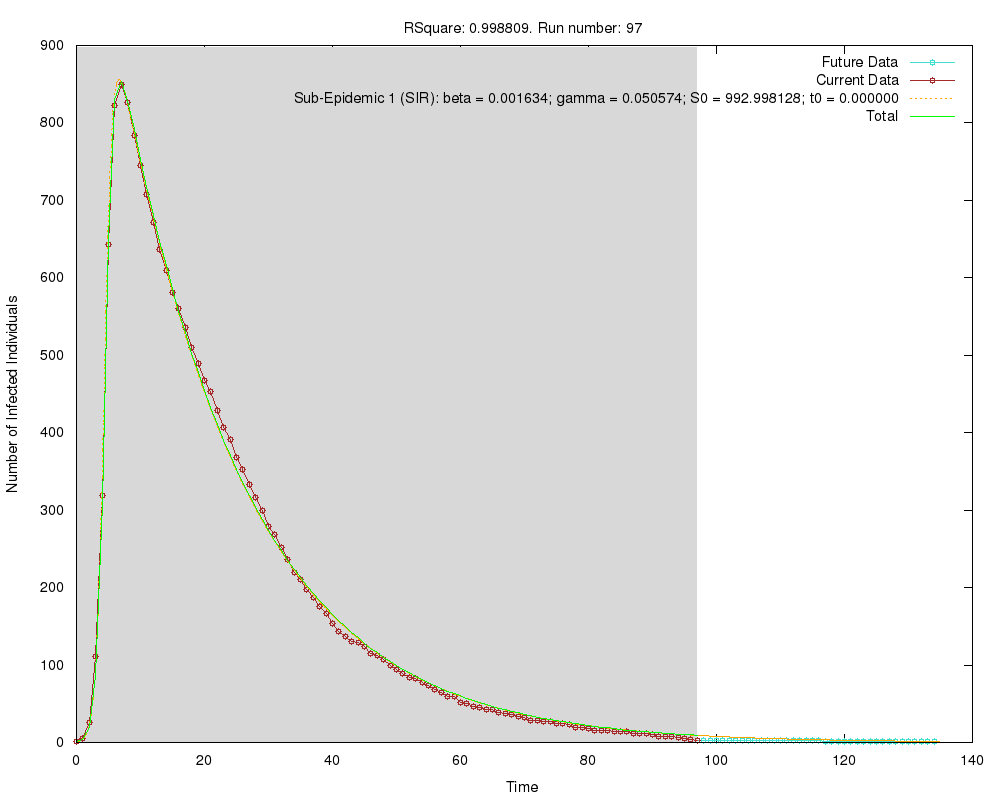 RSquare: 0.998809. Run number: 97
900
800
700
600
500
400
300
200
100
0
Number of Infected Individuals
Future Data
Current Data
Sub-Epidemic 1 (SIR): beta = 0.001634; gamma = 0.050574; S0 = 992.998128; t0 = 0.000000
Total
0 20 40 60 80 100 120 140
Time